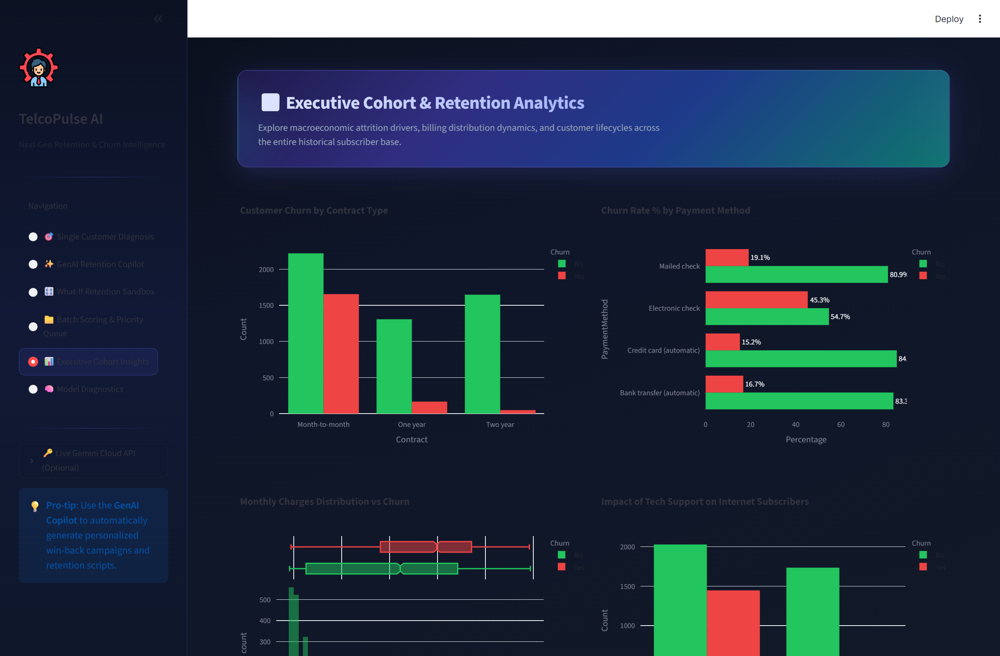 Deploy
TelcoPulse AI
Next-Gen Retention & Churn Intelligence
Navigation
Single Customer Diagnosis
GenAI Retention Copilot
What-If Retention Sandbox
Batch Scoring & Priority
Queue
Executive Cohort Insights
Model Diagnostics
Live Gemini Cloud API
(Optional)
Pro-tip: Use the GenAI
Copilot to automatically
generate personalized
win-back campaigns and
retention scripts.
Executive Cohort & Retention Analytics
Explore macroeconomic attrition drivers, billing distribution dynamics, and customer lifecycles across
the entire historical subscriber base.
Customer Churn by Contract Type
Churn
No
Yes
2000
1500
1000
500
0
Count
Month-to-month
One year
Two year
Contract
Churn Rate % by Payment Method
Churn
No
Yes
PaymentMethod
Mailed check
19.1%
80.9%
Electronic check
45.3%
54.7%
Credit card (automatic)
15.2%
84.
Bank transfer (automatic)
16.7%
83.3
0
20
40
60
80
Percentage
Monthly Charges Distribution vs Churn
Churn
No
Yes
500
400
300
count
Impact of Tech Support on Internet Subscribers
Churn
No
Yes
2000
1500
1000
Count